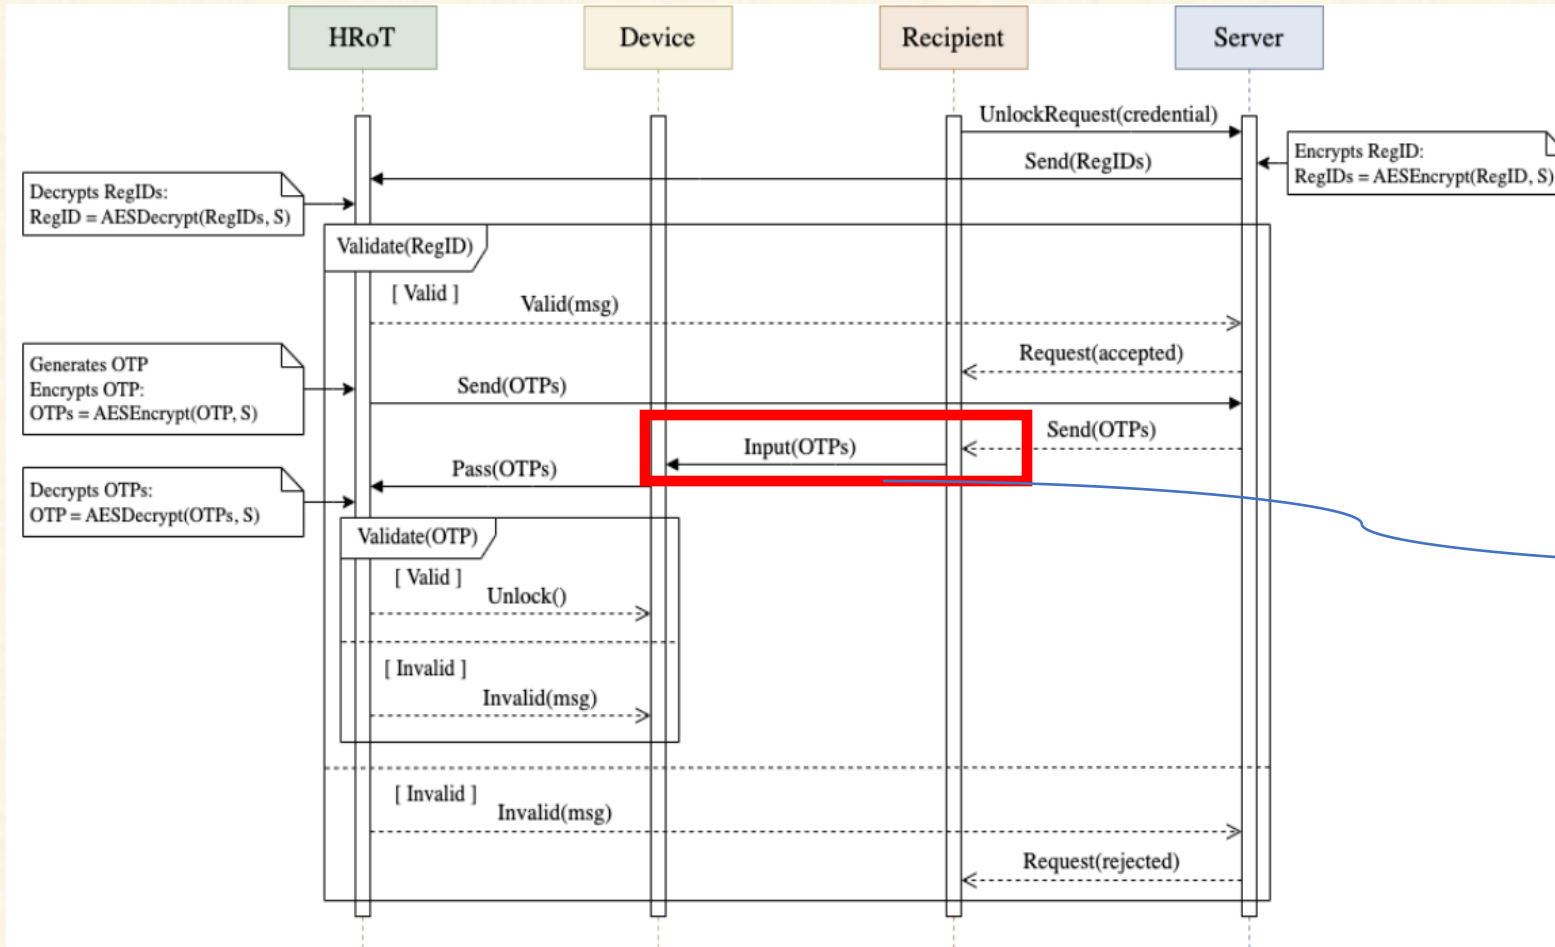 HRoT
Device
Recipient
Server
UnlockRequest(credential)
Encrypts RegID:
RegIDs = AESEncrypt(RegID, S)
Send(RegIDs)
Decrypts RegIDs:
RegID = AESDecrypt(RegIDs, S)
Validate(RegID)
[ Valid ]
Valid(msg)
Request(accepted)
Generates OTP
Encrypts OTP:
OTPs = AESEncrypt(OTP, S)
Send(OTPs)
Send(OTPs)
Input(OTPs)
Pass(OTPs)
Decrypts OTPs:
OTP = AESDecrypt(OTPs, S)
Validate(OTP)
[ Valid ]
Unlock()
[ Invalid ]
Invalid(msg)
[ Invalid ]
Invalid(msg)
Request(rejected)